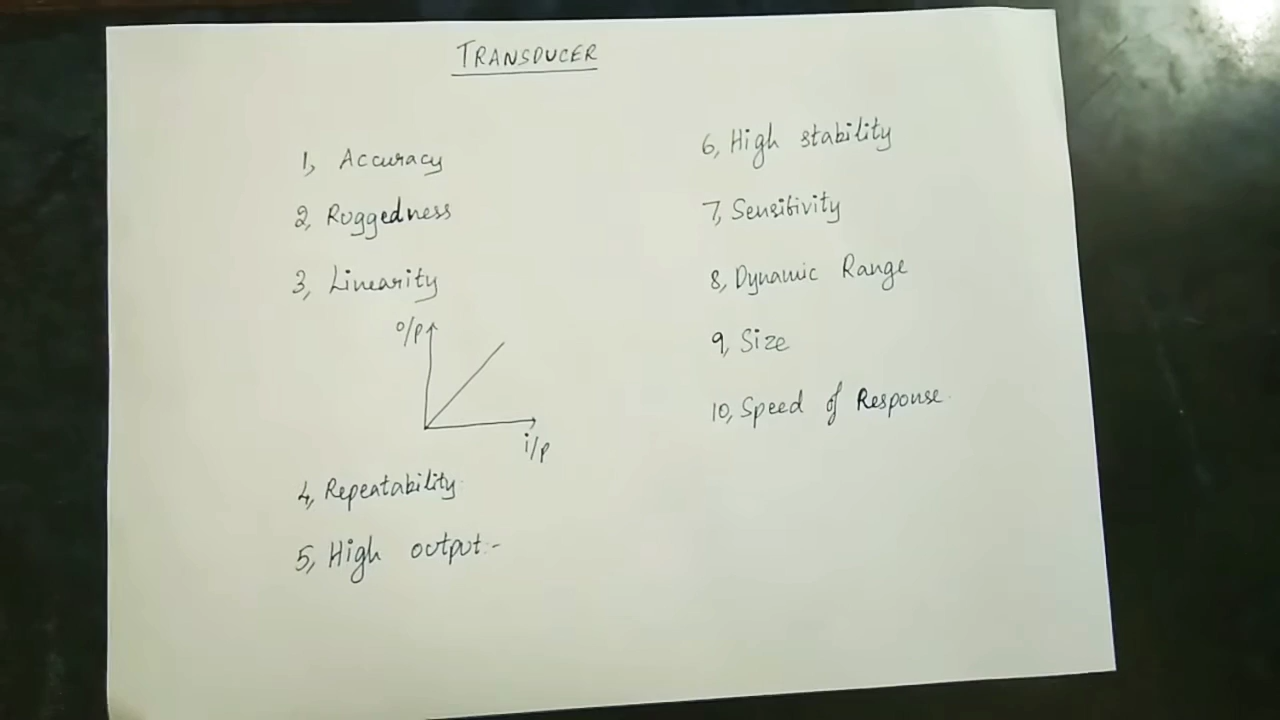 TRANSDUCER
1, Accuracy
2, Ruggedness
3, Linearity
o/p
i/p
4, Repeatability
5, High output:-
6, High stability
7, Sensitivity
8, Dynamic Range
9, Size
10, Speed of Response.